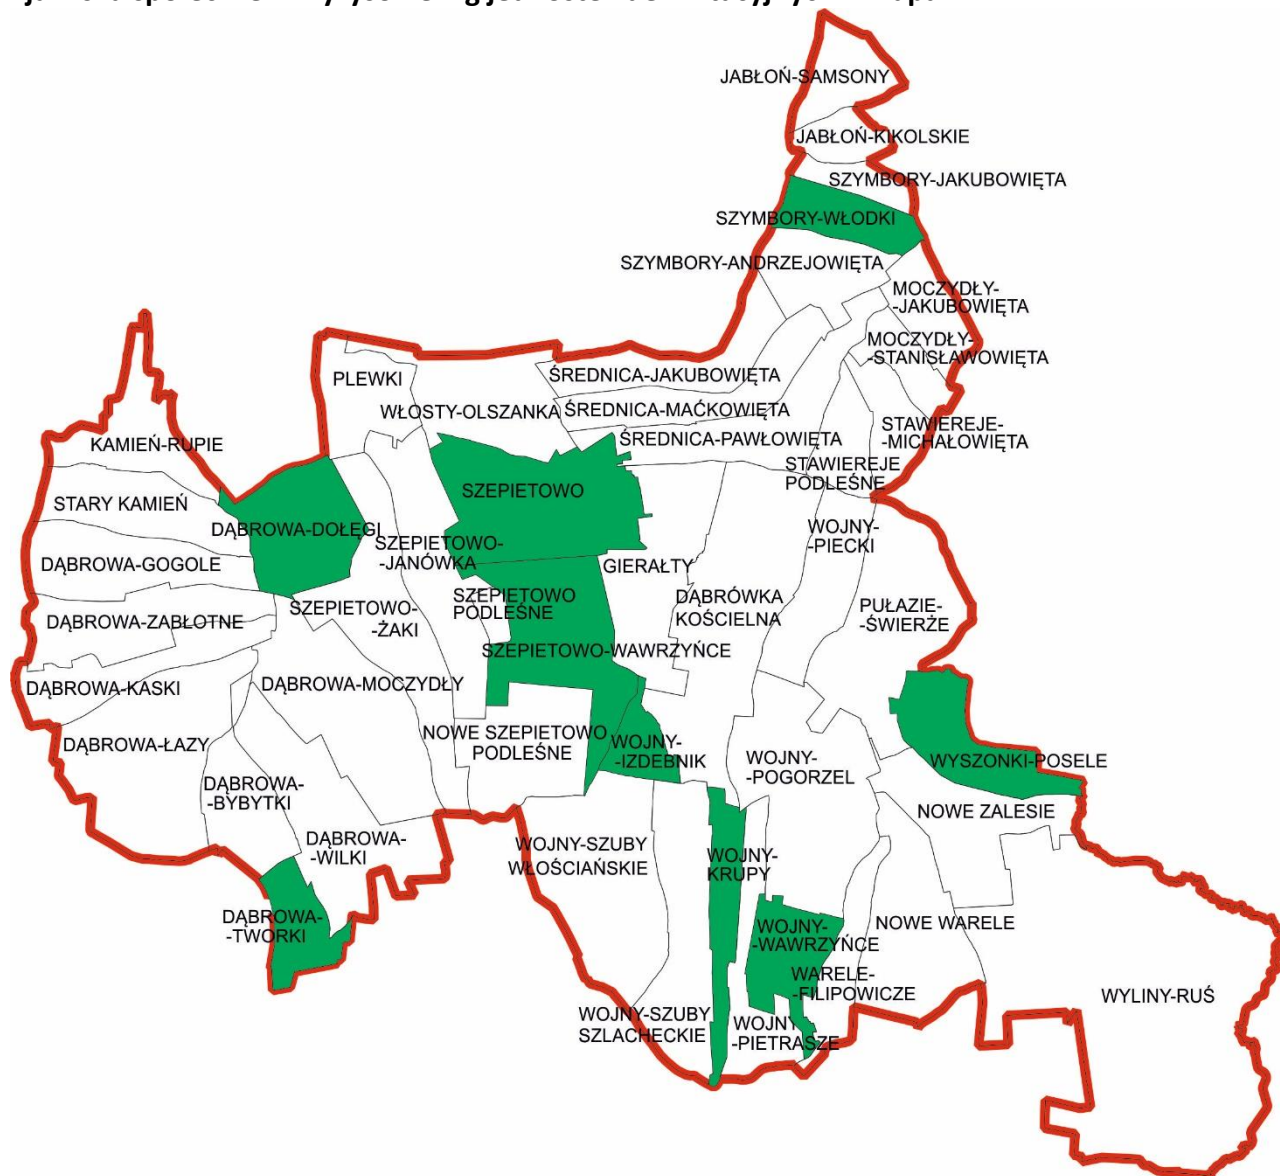 JABŁOŃ-SAMSONY
JABŁOŃ-KIKOLSKIE
SZYMBORY-JAKUBOWIĘTA
SZYMBORY-WŁODKI
SZYMBORY-ANDRZEJOWIĘTA
MOCZYDŁY-
-JAKUBOWIĘTA
MOCZYDŁY-
-STANISŁAWOWIĘTA
PLEWKI
ŚREDNICA-JAKUBOWIĘTA
WŁOSTY-OLSZANKA
ŚREDNICA-MAĆKOWIĘTA
ŚREDNICA-PAWŁOWIĘTA
STAWIEREJE-
-MICHAŁOWIĘTA
KAMIEŃ-RUPIE
STAWIEREJE
PODLEŚNE
SZEPIETOWO
STARY KAMIEŃ
DĄBROWA-DOŁĘGI
WOJNY-
-PIECKI
SZEPIETOWO-
-JANÓWKA
DĄBROWA-GOGOLE
GIERAŁTY
SZEPIETOWO
PODLEŚNE
DĄBRÓWKA
KOŚCIELNA
PUŁAZIE-
-ŚWIERŻE
SZEPIETOWO-
-ŻAKI
DĄBROWA-ZABŁOTNE
SZEPIETOWO-WAWRZYŃCE
DĄBROWA-KASKI
DĄBROWA-MOCZYDŁY
NOWE SZEPIETOWO
PODLEŚNE
WOJNY-
-IZDEBNIK
DĄBROWA-ŁAZY
WOJNY-
-POGORZEL
WYSZONKI-POSELE
DĄBROWA-
-BYBYTKI
NOWE ZALESIE
DĄBROWA-
-WILKI
WOJNY-SZUBY
WŁOŚCIAŃSKIE
WOJNY-
KRUPY
DĄBROWA-
-TWORKI
WOJNY-
-WAWRZYŃCE
NOWE WARELE
WARELE-
-FILIPOWICZE
WYLINY-RUŚ
WOJNY-SZUBY
SZLACHECKIE
WOJNY
-PIETRASZE